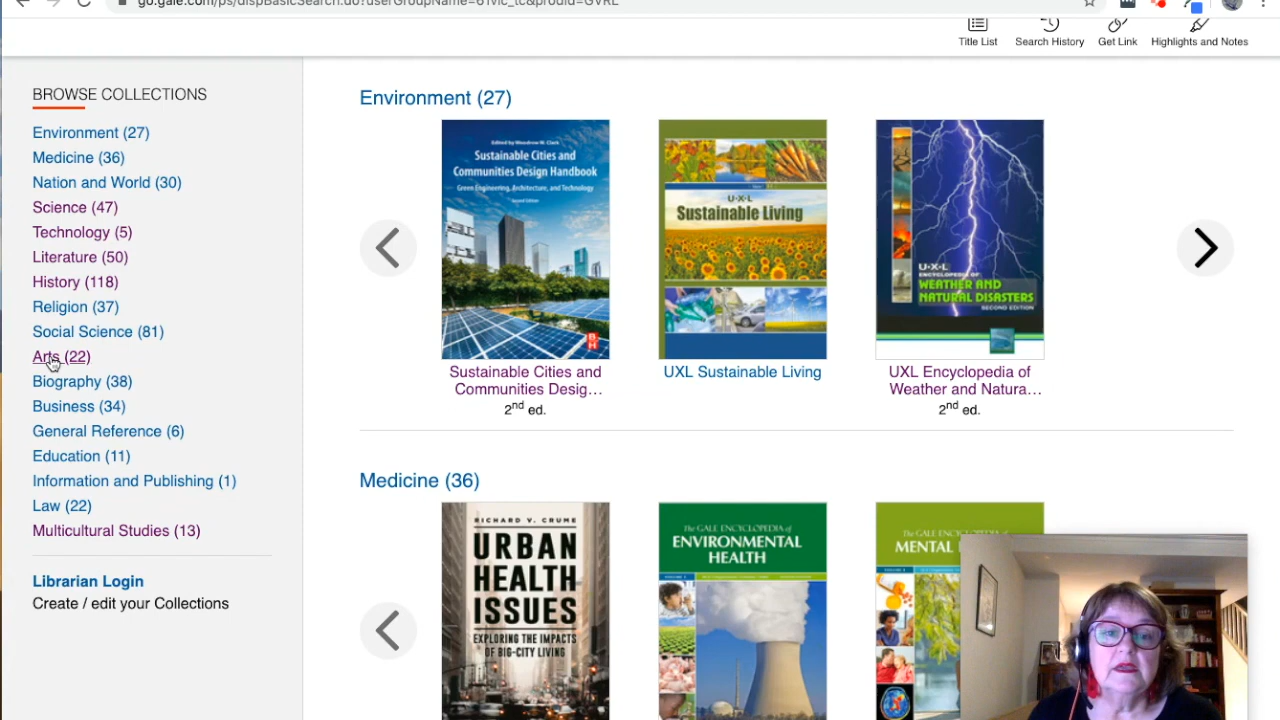 go.gale.com/ps/dispBasicSearch.do?userGroupName=61vic_tc&prodId=GVRL
Title List
Search History
Get Link
Highlights and Notes
BROWSE COLLECTIONS
Environment (27)
Medicine (36)
Nation and World (30)
Science (47)
Technology (5)
Literature (50)
History (118)
Religion (37)
Social Science (81)
Arts (22)
Biography (38)
Business (34)
General Reference (6)
Education (11)
Information and Publishing (1)
Law (22)
Multicultural Studies (13)
Librarian Login
Create / edit your Collections
Environment (27)
Edited by Woodrow W. Clark
Sustainable Cities and
Communities Design Handbook
Green Engineering, Architecture, and Technology
Second Edition
Sustainable Cities and
Communities Desig...
2nd ed.
U·X·L
Sustainable Living
UXL Sustainable Living
U·X·L
ENCYCLOPEDIA OF
WEATHER AND
NATURAL DISASTERS
SECOND EDITION
UXL Encyclopedia of
Weather and Natura...
2nd ed.
Medicine (36)
RICHARD V. CRUME
URBAN
HEALTH
ISSUES
EXPLORING THE IMPACTS
OF BIG-CITY LIVING
THE GALE ENCYCLOPEDIA of
ENVIRONMENTAL
HEALTH
THE GALE ENCYCLOPEDIA of
MENTAL